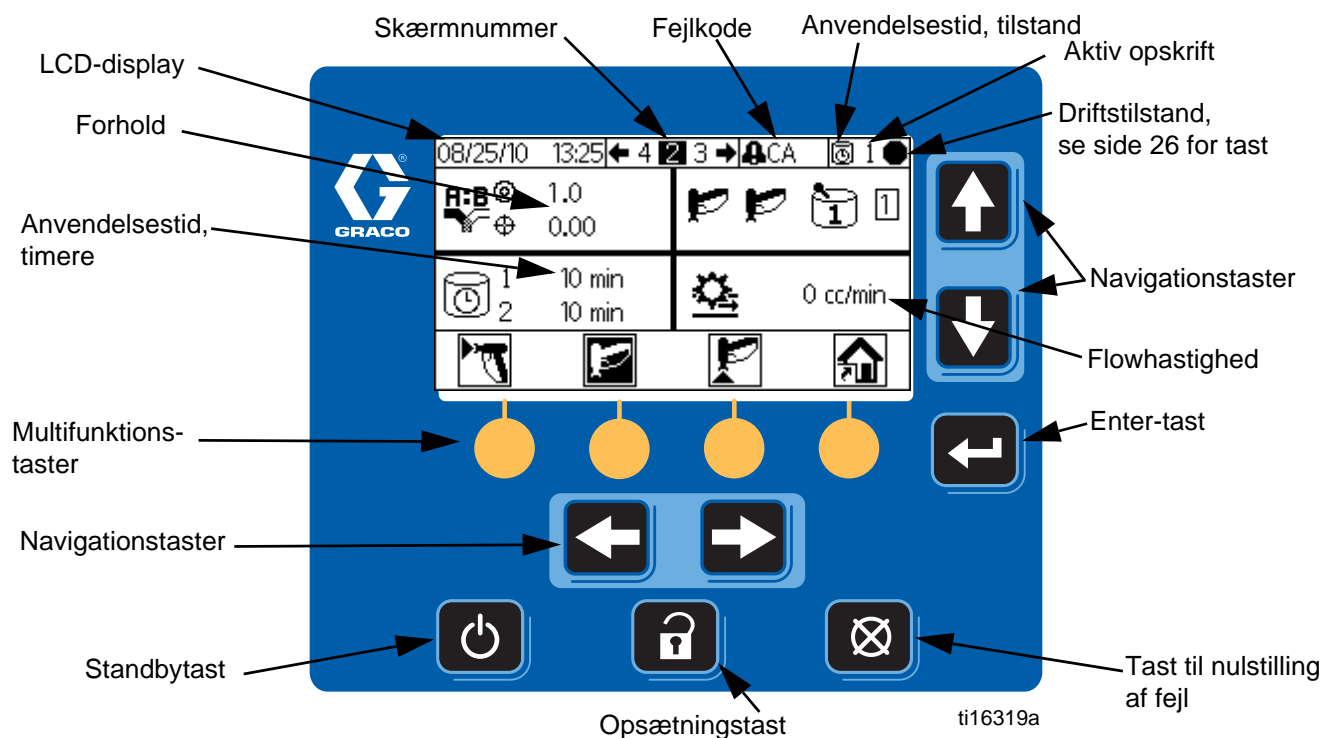 Skærmnummer
Fejlkode
Anvendelsestid, tilstand
LCD-display
Aktiv opskrift
Forhold
Driftstilstand,
se side 26 for tast
08/25/10 13:25 4 2 3 CA 1
GRACO
®
A:B 1.0
0.00
1 1
Anvendelsestid,
timere
1 10 min
2 10 min
0 cc/min
Navigationstaster
Flowhastighed
Multifunktions-
taster
Enter-tast
Navigationstaster
Standbytast
Opsætningstast
Tast til nulstilling
af fejl
ti16319a